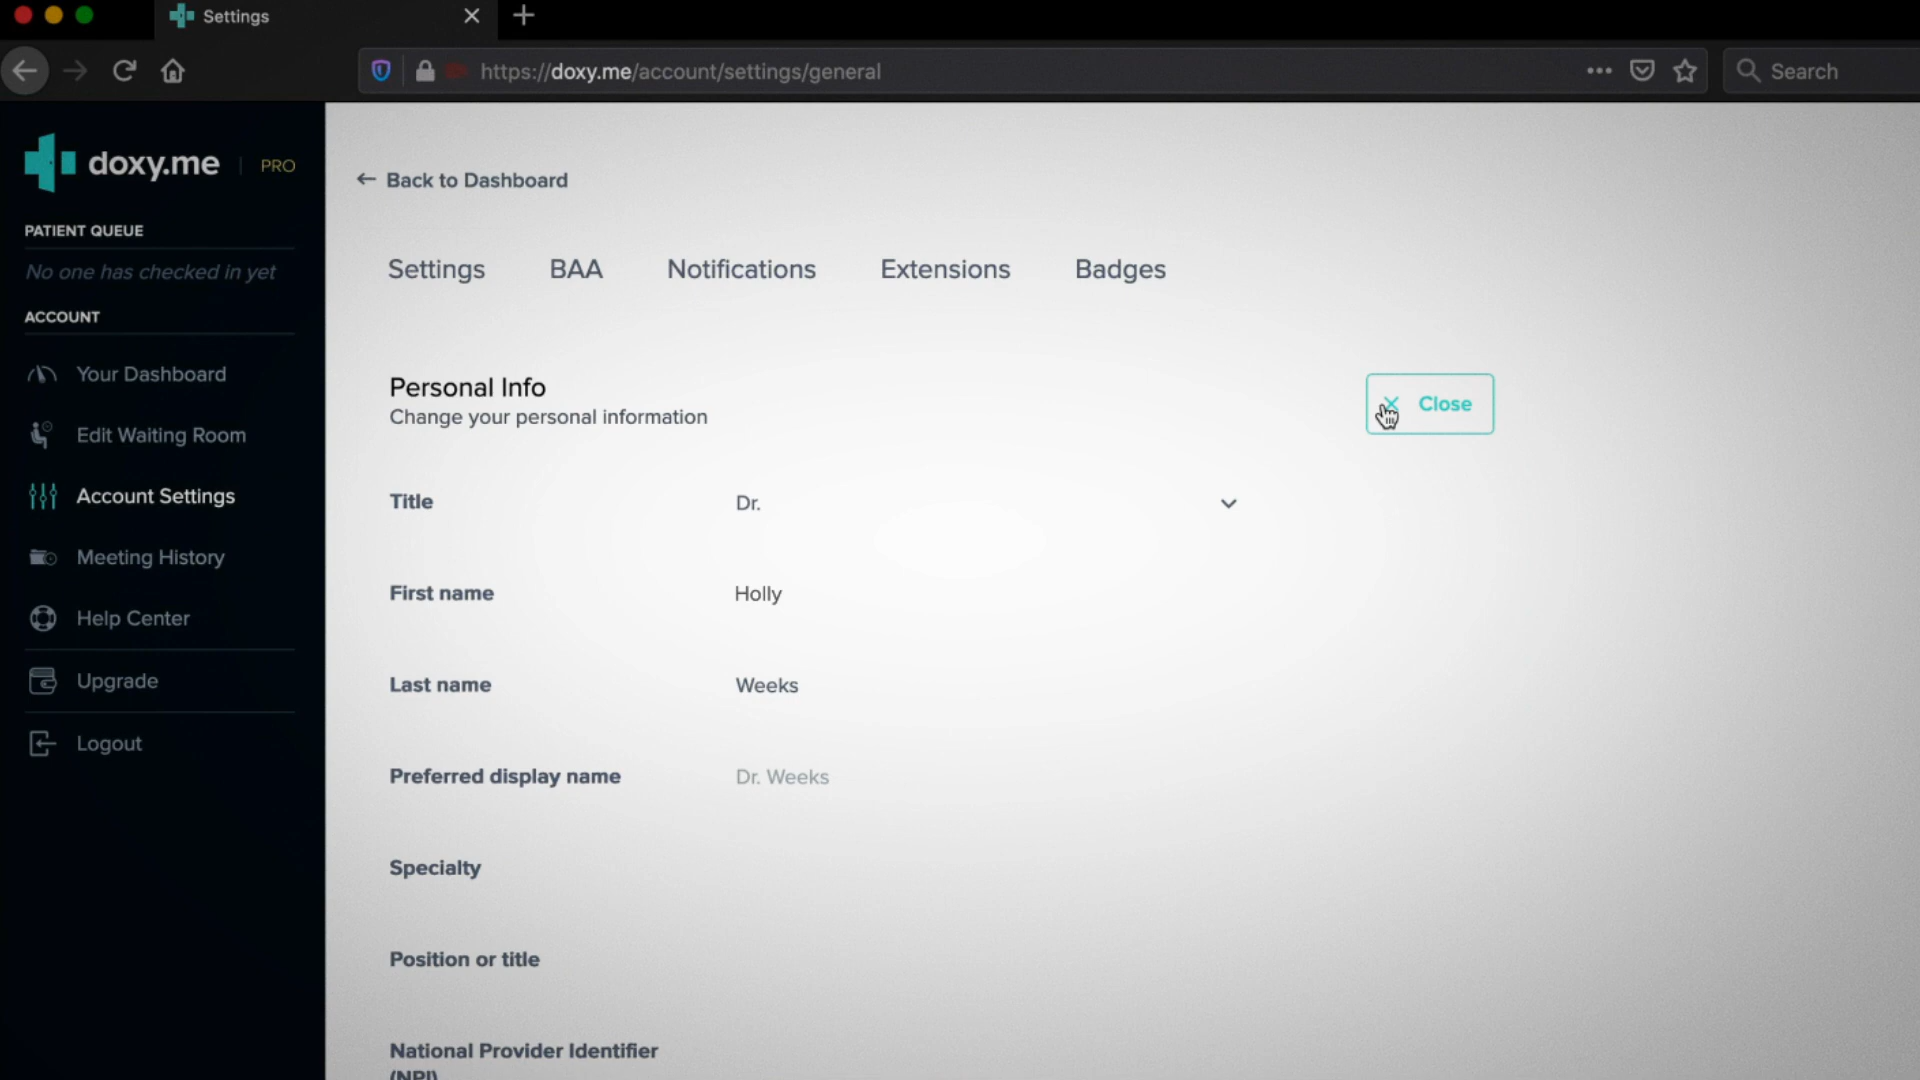 Settings
https://doxy.me/account/settings/general
Search
doxy.me PRO
PATIENT QUEUE
No one has checked in yet
ACCOUNT
Your Dashboard
Edit Waiting Room
Account Settings
Meeting History
Help Center
Upgrade
Logout
Back to Dashboard
Settings BAA Notifications Extensions Badges
Personal Info
Change your personal information
Close
Title Dr.
First name Holly
Last name Weeks
Preferred display name Dr. Weeks
Specialty
Position or title
National Provider Identifier
(NPI)